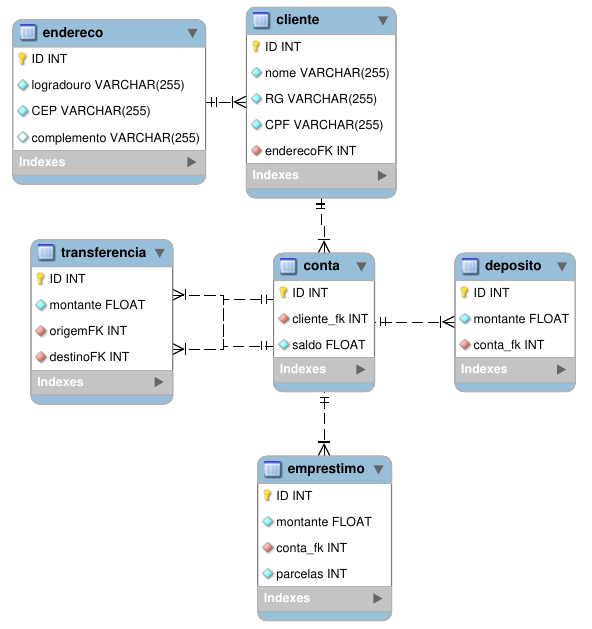 endereco
ID INT
logradouro VARCHAR(255)
CEP VARCHAR(255)
complemento VARCHAR(255)
Indexes
cliente
ID INT
nome VARCHAR(255)
RG VARCHAR(255)
CPF VARCHAR(255)
enderecoFK INT
Indexes
transferencia
ID INT
montante FLOAT
origemFK INT
destinoFK INT
Indexes
conta
ID INT
cliente_fk INT
saldo FLOAT
Indexes
deposito
ID INT
montante FLOAT
conta_fk INT
Indexes
emprestimo
ID INT
montante FLOAT
conta_fk INT
parcelas INT
Indexes